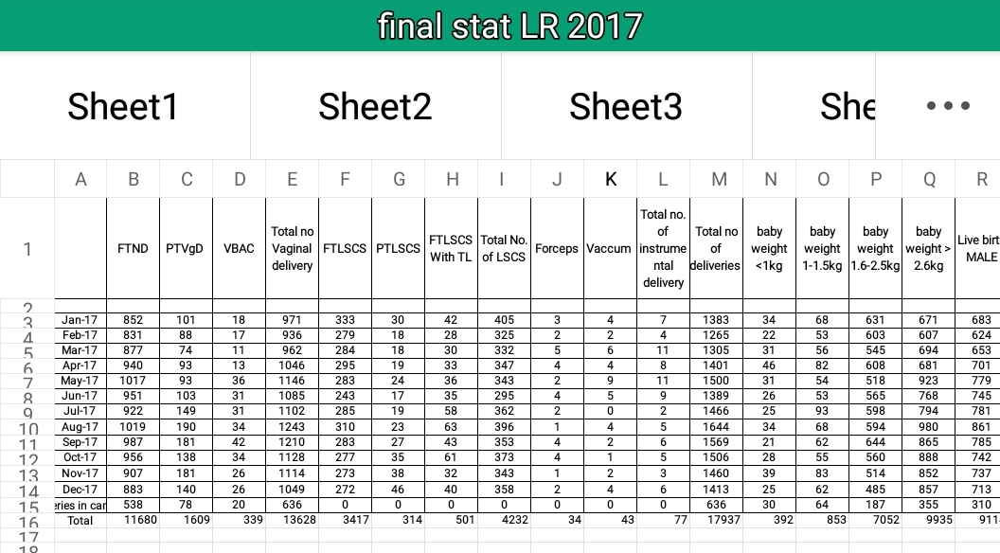 final stat LR 2017
Sheet1 Sheet2 Sheet3 She
A B C D E F G H I J K L M N O P Q R
1 FTND PTVgD VBAC Total no Vaginal delivery FTLSCS PTLSCS FTLSCS With TL Total No. of LSCS Forceps Vaccum Total no. of instrume ntal delivery Total no of deliveries baby weight <1kg baby weight 1-1.5kg baby weight 1.6-2.5kg baby weight > 2.6kg Live birt MALE
2
3 Jan-17 852 101 18 971 333 30 42 405 3 4 7 1383 34 68 631 671 683
4 Feb-17 831 88 17 936 279 18 28 325 2 2 4 1265 22 53 603 607 624
5 Mar-17 877 74 11 962 284 18 30 332 5 6 11 1305 31 56 545 694 653
6 Apr-17 940 93 13 1046 295 19 33 347 4 4 8 1401 46 82 608 681 701
7 May-17 1017 93 36 1146 283 24 36 343 2 9 11 1500 31 54 518 923 779
8 Jun-17 951 103 31 1085 243 17 35 295 4 5 9 1389 26 53 565 768 745
9 Jul-17 922 149 31 1102 285 19 58 362 2 0 2 1466 25 93 598 794 781
10 Aug-17 1019 190 34 1243 310 23 63 396 1 4 5 1644 34 68 594 980 861
11 Sep-17 987 181 42 1210 283 27 43 353 4 2 6 1569 21 62 644 865 785
12 Oct-17 956 138 34 1128 277 35 61 373 4 1 5 1506 28 55 560 888 742
13 Nov-17 907 181 26 1114 273 38 32 343 1 2 3 1460 39 83 514 852 737
14 Dec-17 883 140 26 1049 272 46 40 358 2 4 6 1413 25 62 485 857 713
15 eries in car 538 78 20 636 0 0 0 0 0 0 0 636 30 64 187 355 310
16 Total 11680 1609 339 13628 3417 314 501 4232 34 43 77 17937 392 853 7052 9935 911
17
18